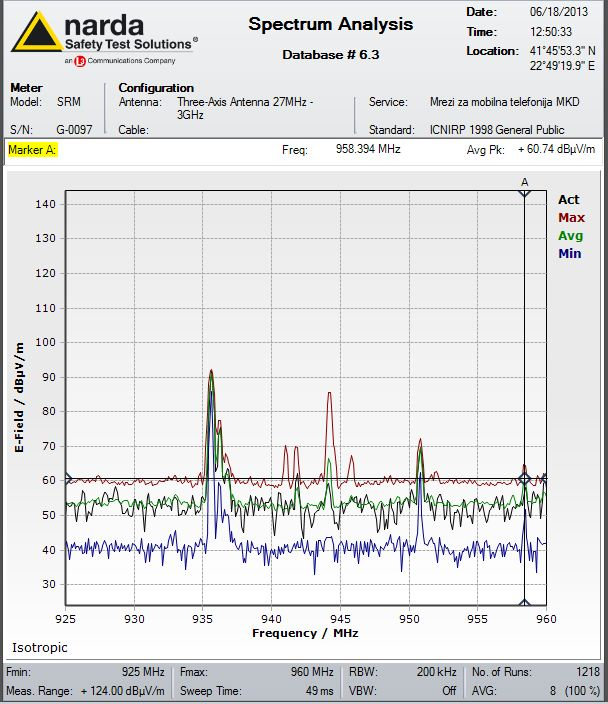 narda
Safety Test Solutions®
an L3 Communications Company
Spectrum Analysis
Database # 6.3
Date: 06/18/2013
Time: 12:50:33
Location: 41°45'53.3" N
22°49'19.9" E
Meter
Model: SRM
S/N: G-0097
Configuration
Antenna: Three-Axis Antenna 27MHz -
3GHz
Cable:
Service: Mrezi za mobilna telefonija MKD
Standard: ICNIRP 1998 General Public
Marker A: Freq: 958.394 MHz Avg Pk: + 60.74 dBµV/m
A
Act
Max
Avg
Min
E-Field / dBµV/m
140
130
120
110
100
90
80
70
60
50
40
30
925 930 935 940 945 950 955 960
Frequency / MHz
Isotropic
Fmin: 925 MHz Fmax: 960 MHz RBW: 200 kHz No. of Runs: 1218
Meas. Range: + 124.00 dBµV/m Sweep Time: 49 ms VBW: Off AVG: 8 (100 %)